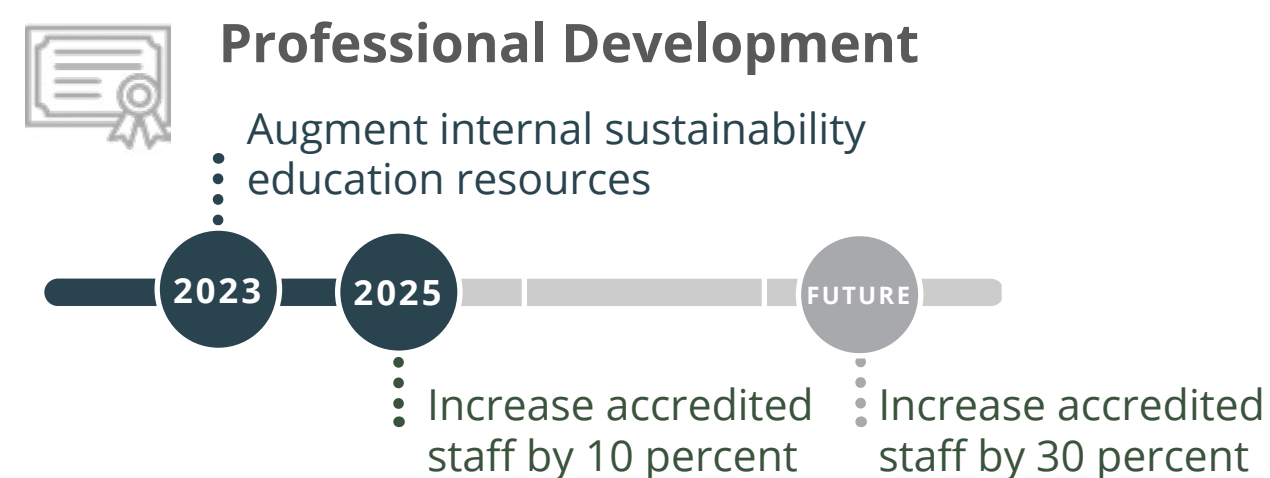 Professional Development
Augment internal sustainability
education resources
2023
2025
FUTURE
Increase accredited
staff by 10 percent
Increase accredited
staff by 30 percent